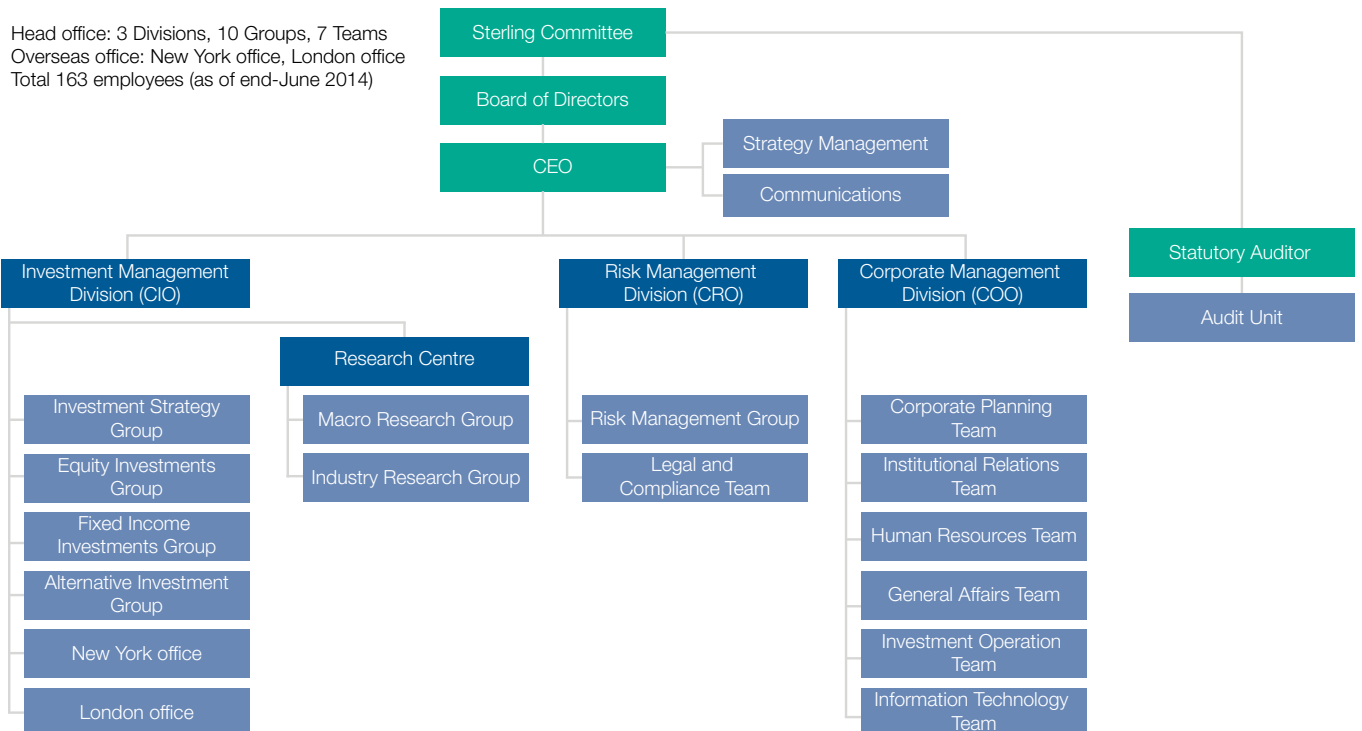 Head office: 3 Divisions, 10 Groups, 7 Teams
Overseas office: New York office, London office
Total 163 employees (as of end-June 2014)
Sterling Committee
Board of Directors
CEO
Strategy Management
Communications
Statutory Auditor
Audit Unit
Investment Management
Division (CIO)
Research Centre
Investment Strategy
Group
Equity Investments
Group
Fixed Income
Investments Group
Alternative Investment
Group
New York office
London office
Macro Research Group
Industry Research Group
Risk Management
Division (CRO)
Risk Management Group
Legal and
Compliance Team
Corporate Management
Division (COO)
Corporate Planning
Team
Institutional Relations
Team
Human Resources Team
General Affairs Team
Investment Operation
Team
Information Technology
Team